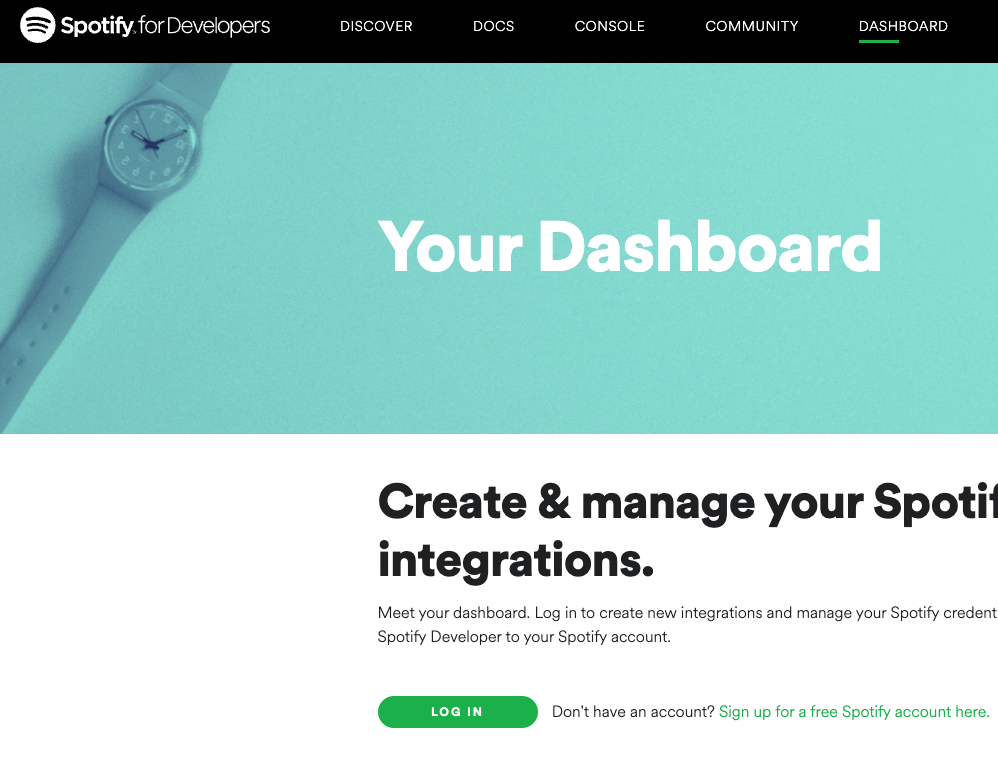 Spotify for Developers
DISCOVER
DOCS
CONSOLE
COMMUNITY
DASHBOARD
Your Dashboard
Create & manage your Spotif
integrations.
Meet your dashboard. Log in to create new integrations and manage your Spotify credent
Spotify Developer to your Spotify account.
LOG IN
Don't have an account? Sign up for a free Spotify account here.